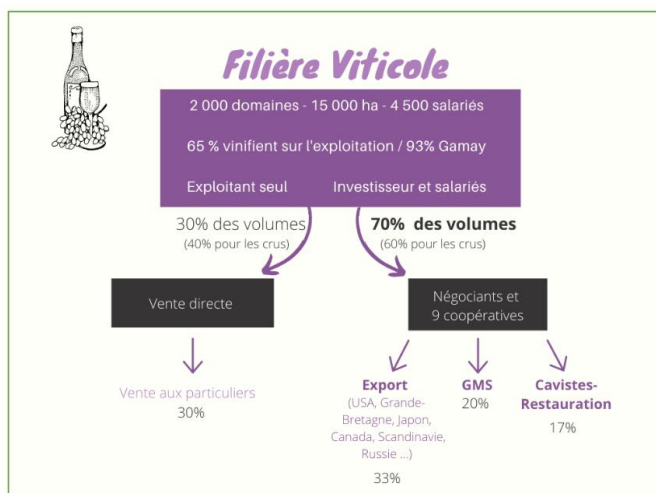 Filière Viticole
2 000 domaines - 15 000 ha - 4 500 salariés
65 % vinifient sur l'exploitation / 93% Gamay
Exploitant seul
Investisseur et salariés
30% des volumes
(40% pour les crus)
70% des volumes
(60% pour les crus)
Vente directe
Négociants et
9 coopératives
Vente aux particuliers
30%
Export
(USA, Grande-
Bretagne, Japon,
Canada, Scandinavie,
Russie ...)
33%
GMS
20%
Cavistes-
Restauration
17%